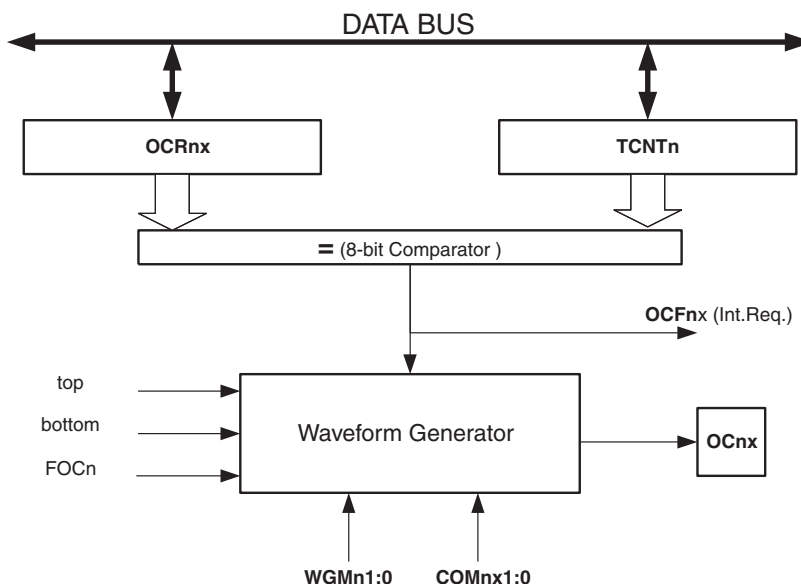 DATA BUS
OCRnx
TCNTn
= (8-bit Comparator )
OCFnx (Int.Req.)
top
bottom
FOCn
Waveform Generator
OCnx
WGMn1:0
COMnx1:0